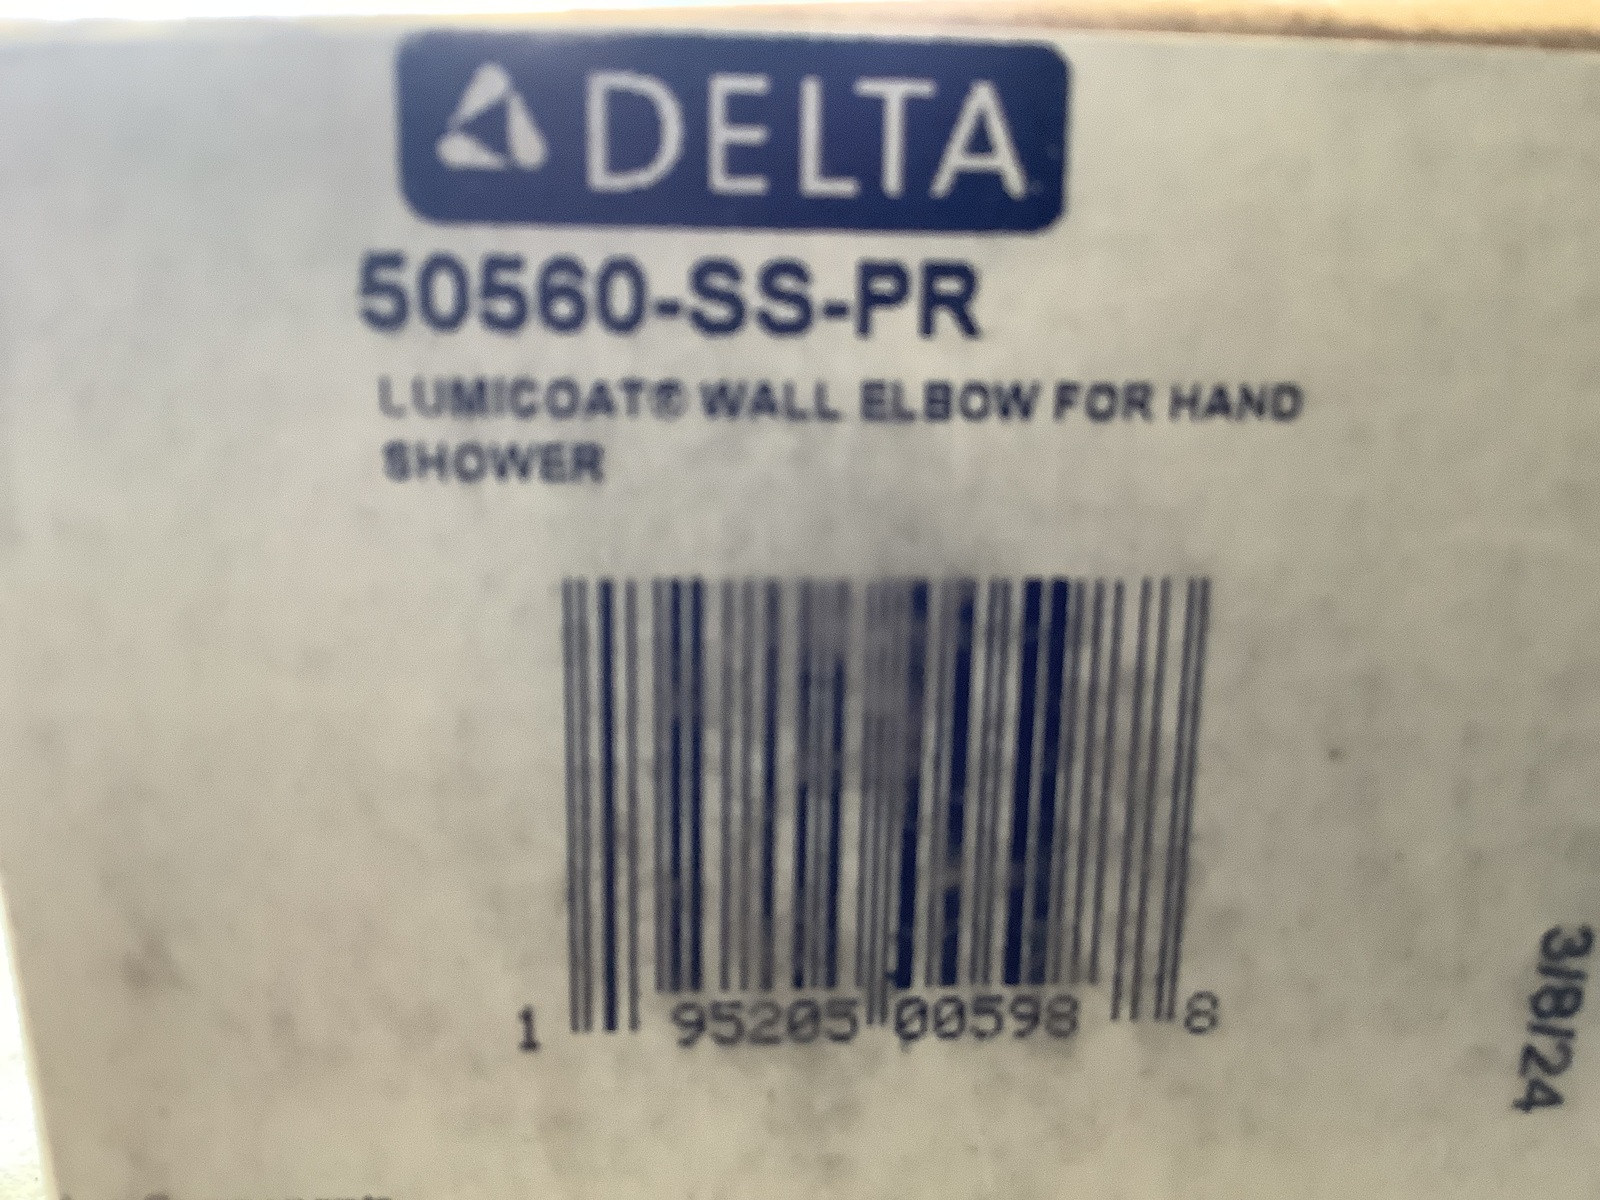 DELTA
50560-SS-PR
LUMICOAT® WALL ELBOW FOR HAND
SHOWER
1 95205 00598 8
3/8/24